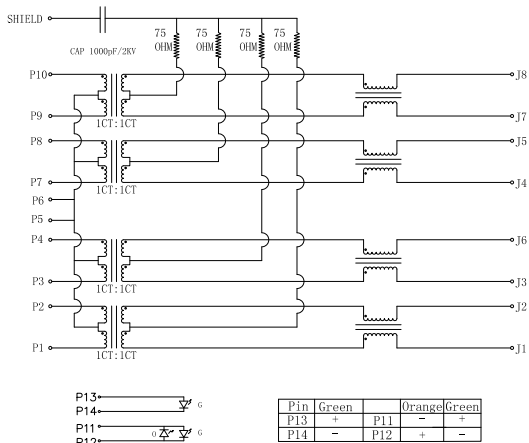 SHIELD
CAP 1000pF/2KV
75 OHM
75 OHM
75 OHM
75 OHM
P10
J8
P9
J7
1CT:1CT
P8
J5
P7
J4
1CT:1CT
P6
P5
P4
J6
P3
J3
1CT:1CT
P2
J2
P1
J1
1CT:1CT
P13
G
P14
P11
O G
P12
Pin Green Orange Green
P13 + P11 − +
P14 − P12 + −